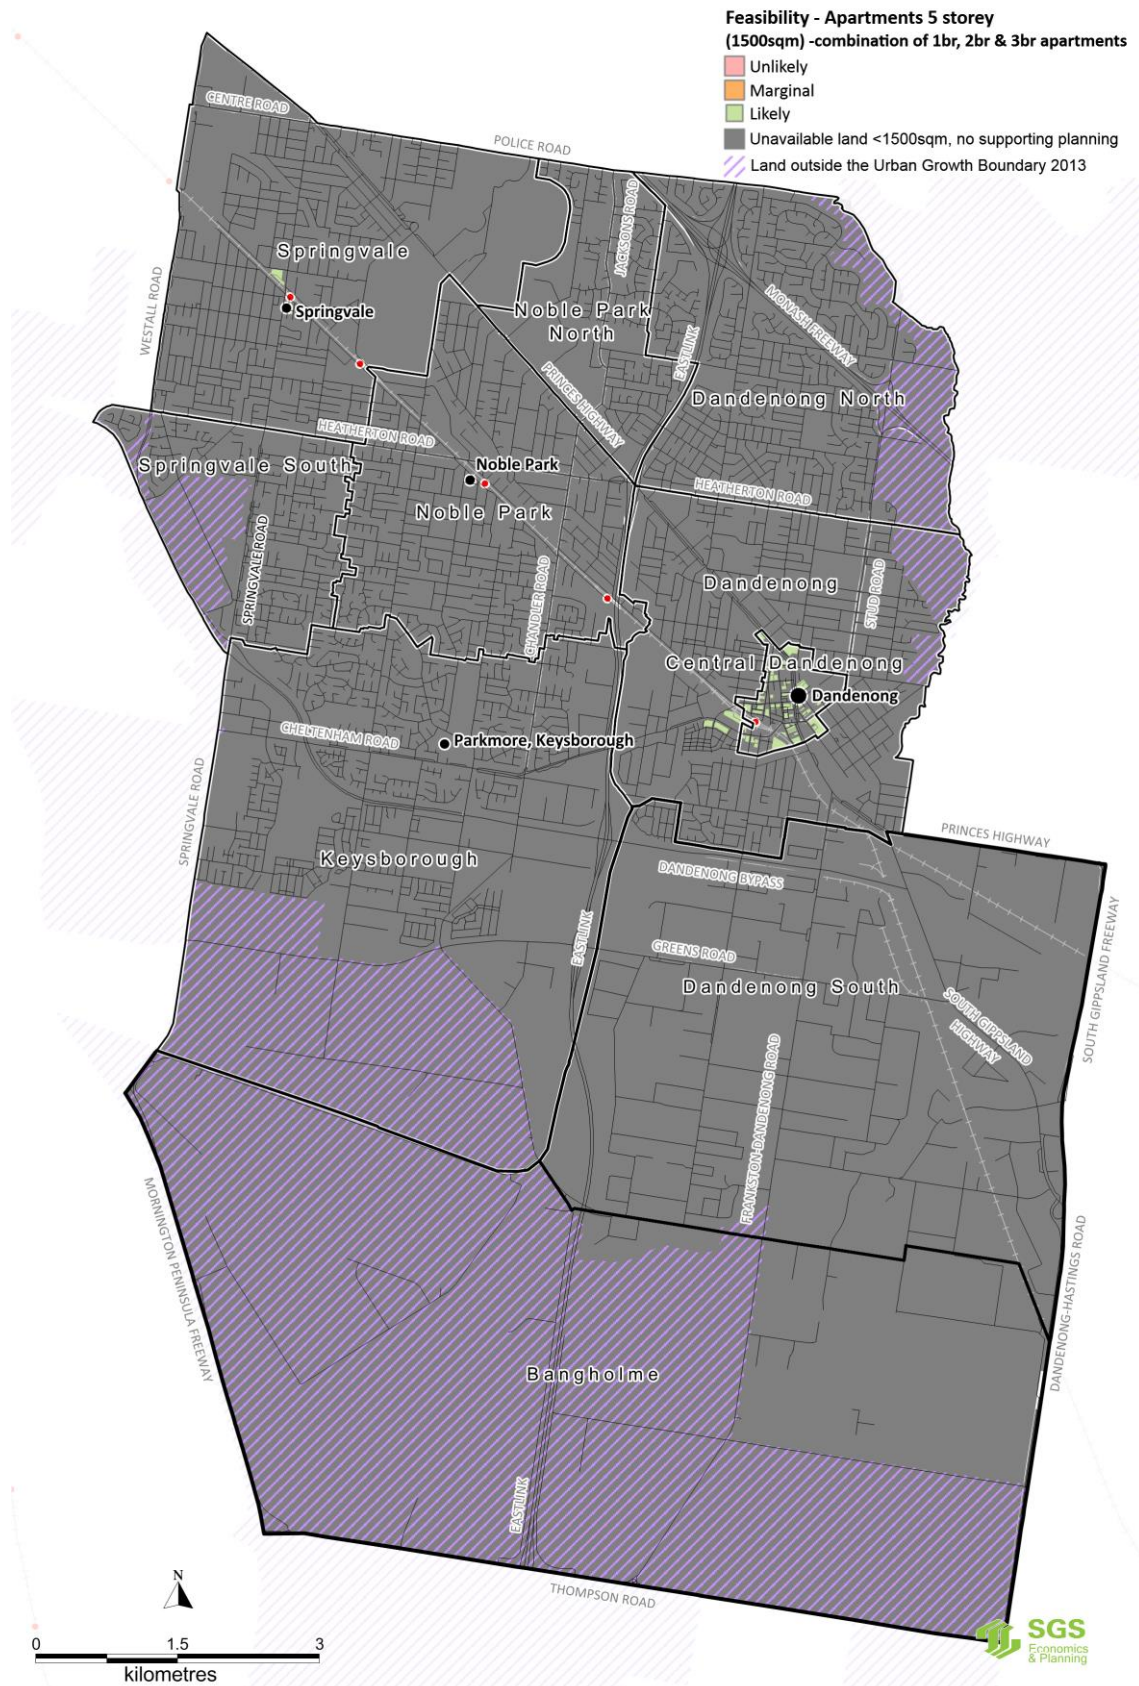 Feasibility - Apartments 5 storey
(1500sqm) -combination of 1br, 2br & 3br apartments
Unlikely
Marginal
Likely
Unavailable land <1500sqm, no supporting planning
Land outside the Urban Growth Boundary 2013
CENTRE ROAD
POLICE ROAD
JACKSONS ROAD
Springvale
WESTALL ROAD
Springvale
Noble Park
North
MONASH FREEWAY
EASTLINK
PRINCES HIGHWAY
Dandenong North
HEATHERTON ROAD
Springvale South
Noble Park
HEATHERTON ROAD
Noble Park
SPRINGVALE ROAD
CHANDLER ROAD
Dandenong
STUD ROAD
Central Dandenong
Dandenong
CHELTENHAM ROAD
Parkmore, Keysborough
SPRINGVALE ROAD
PRINCES HIGHWAY
Keysborough
DANDENONG BYPASS
EASTLINK
GREENS ROAD
Dandenong South
SOUTH GIPPSLAND FREEWAY
SOUTH GIPPSLAND
HIGHWAY
FRANKSTON-DANDENONG ROAD
MORNINGTON PENINSULA FREEWAY
DANDENONG-HASTINGS ROAD
Bangholme
EASTLINK
THOMPSON ROAD
N
0 1.5 3
kilometres
SGS
Economics
& Planning